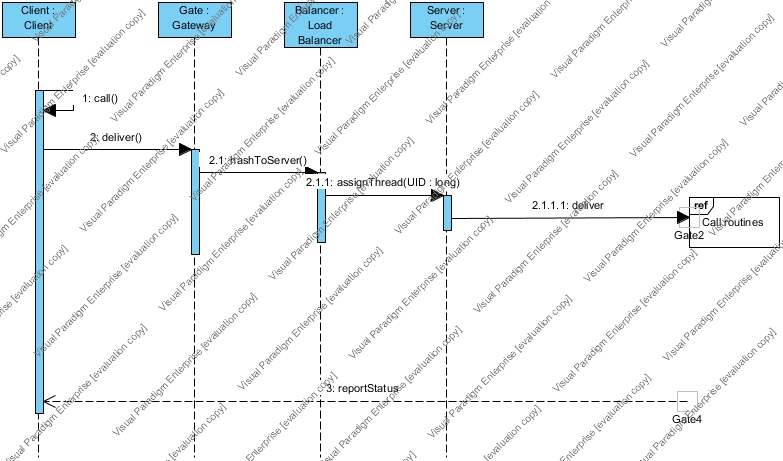 Client :
Client
Gate :
Gateway
Balancer :
Load
Balancer
Server :
Server
1: call()
2: deliver()
2.1: hashToServer()
2.1.1: assignThread(UID : long)
2.1.1.1: deliver
ref
Call routines
Gate2
3: reportStatus
Gate4
Visual Paradigm Enterprise [evaluation copy]